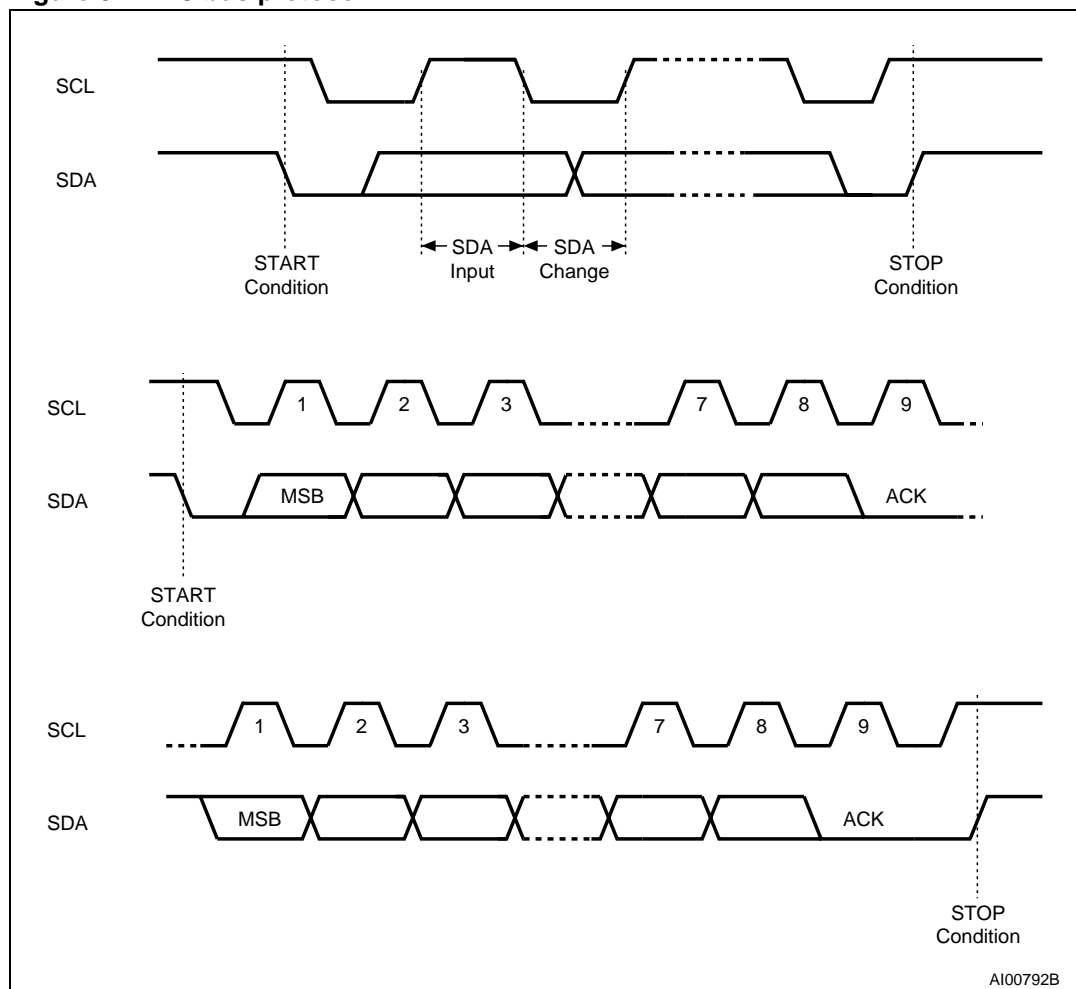 SCL
SDA
START
Condition
SDA
Input
SDA
Change
STOP
Condition
SCL
1 2 3 7 8 9
SDA
MSB ACK
START
Condition
SCL
1 2 3 7 8 9
SDA
MSB ACK
STOP
Condition
AI00792B